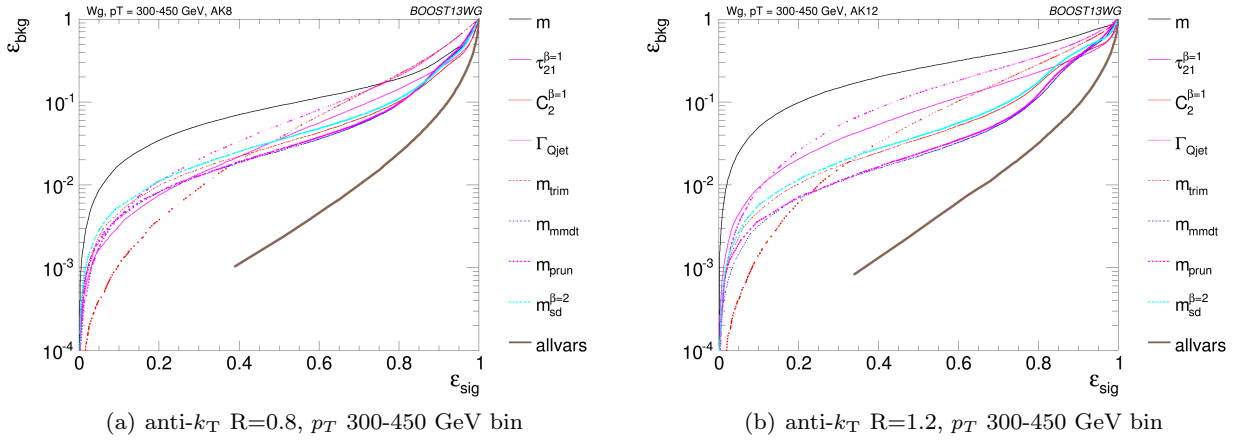 Wg, pT = 300-450 GeV, AK8
BOOST13WG
ε_bkg
1
10^-1
10^-2
10^-3
10^-4
0 0.2 0.4 0.6 0.8 1
ε_sig
m
τ_21^β=1
C_2^β=1
Γ_Qjet
m_trim
m_mmdt
m_prun
m_sd^β=2
allvars
(a) anti-k_T R=0.8, p_T 300-450 GeV bin
Wg, pT = 300-450 GeV, AK12
BOOST13WG
ε_bkg
1
10^-1
10^-2
10^-3
10^-4
0 0.2 0.4 0.6 0.8 1
ε_sig
m
τ_21^β=1
C_2^β=1
Γ_Qjet
m_trim
m_mmdt
m_prun
m_sd^β=2
allvars
(b) anti-k_T R=1.2, p_T 300-450 GeV bin